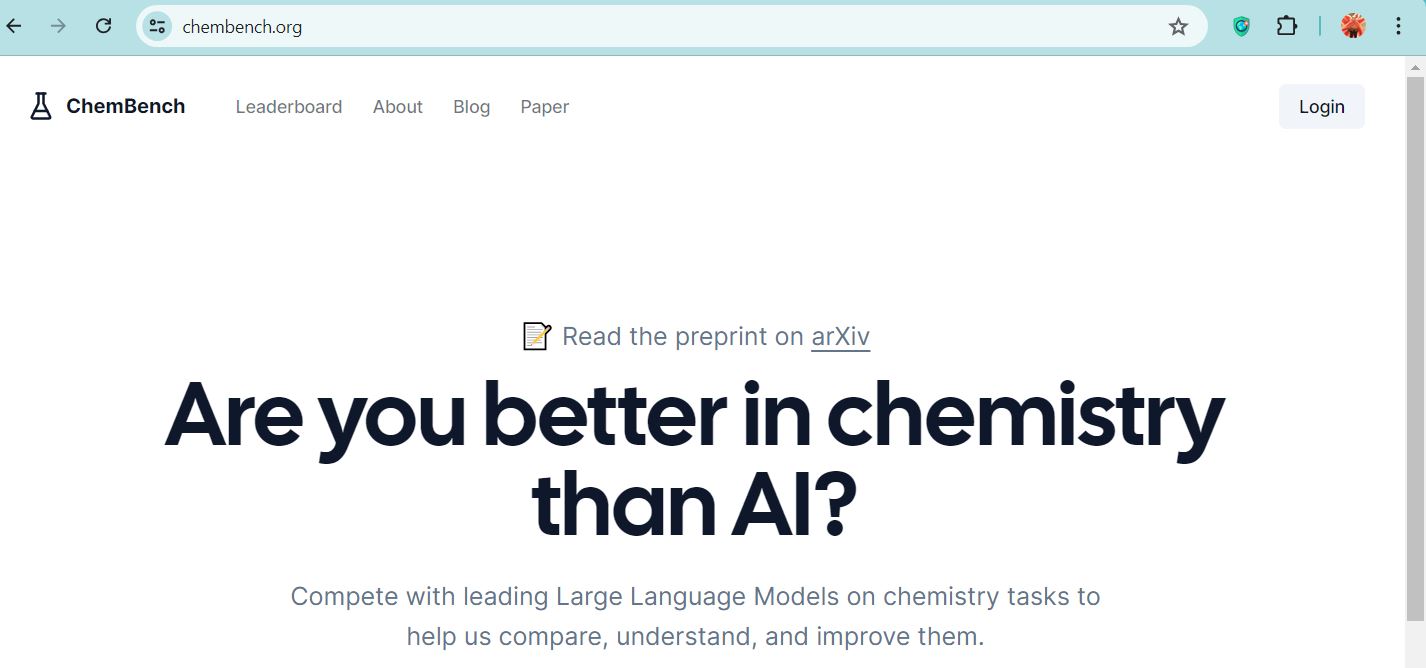 chembench.org
ChemBench Leaderboard About Blog Paper Login
Read the preprint on arXiv
Are you better in chemistry
than AI?
Compete with leading Large Language Models on chemistry tasks to
help us compare, understand, and improve them.